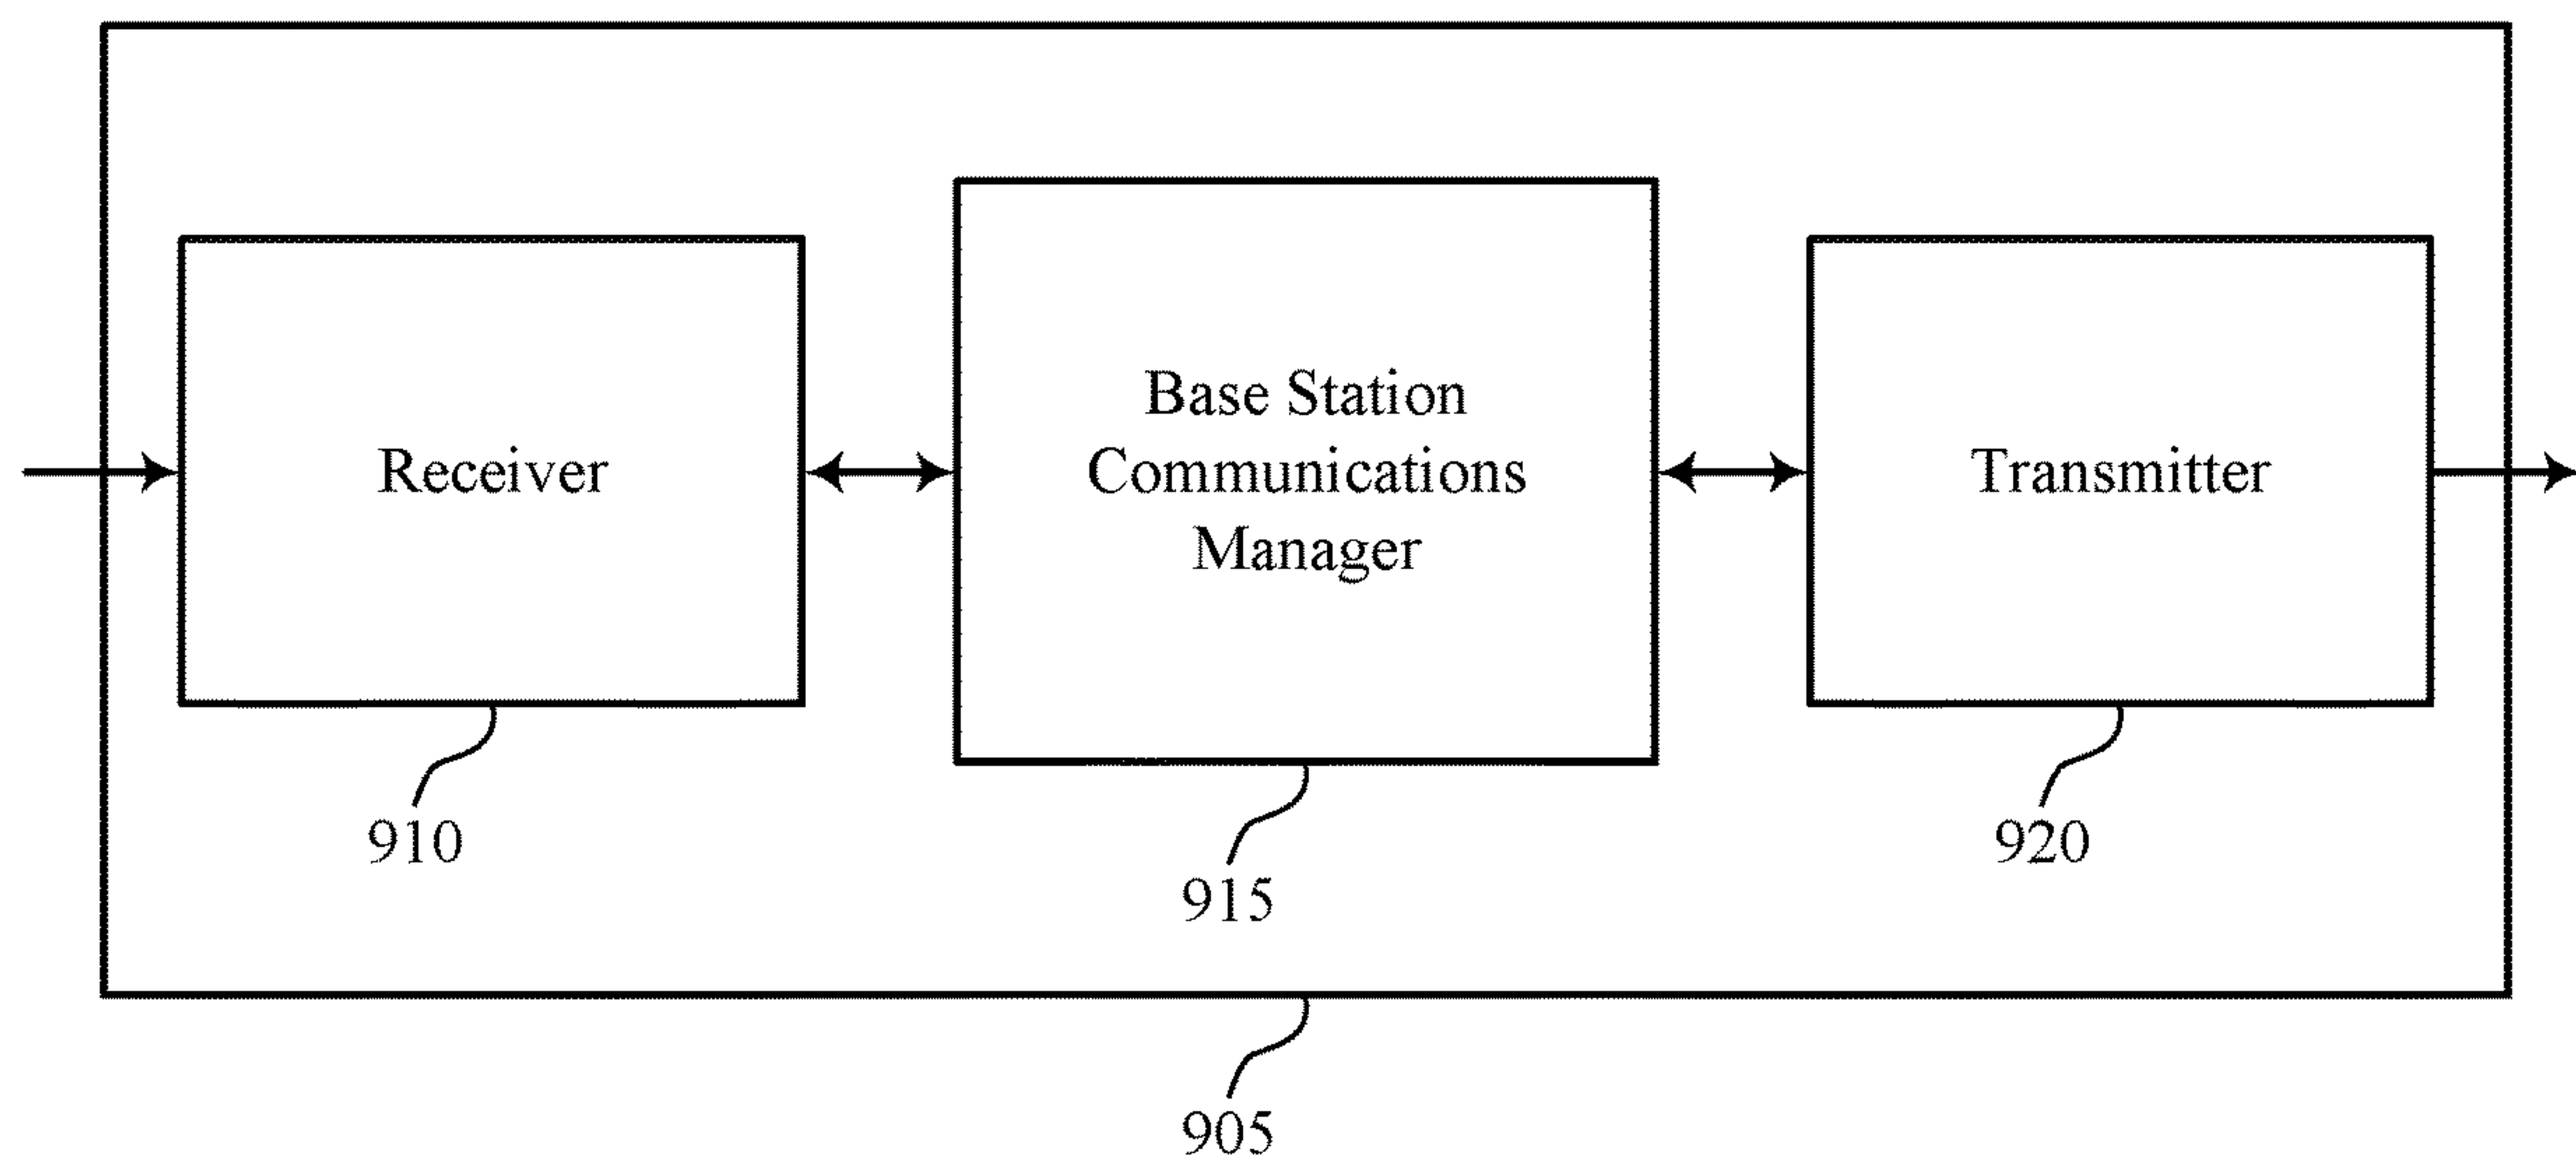 Receiver
Base Station
Communications
Manager
Transmitter
910
915
920
905